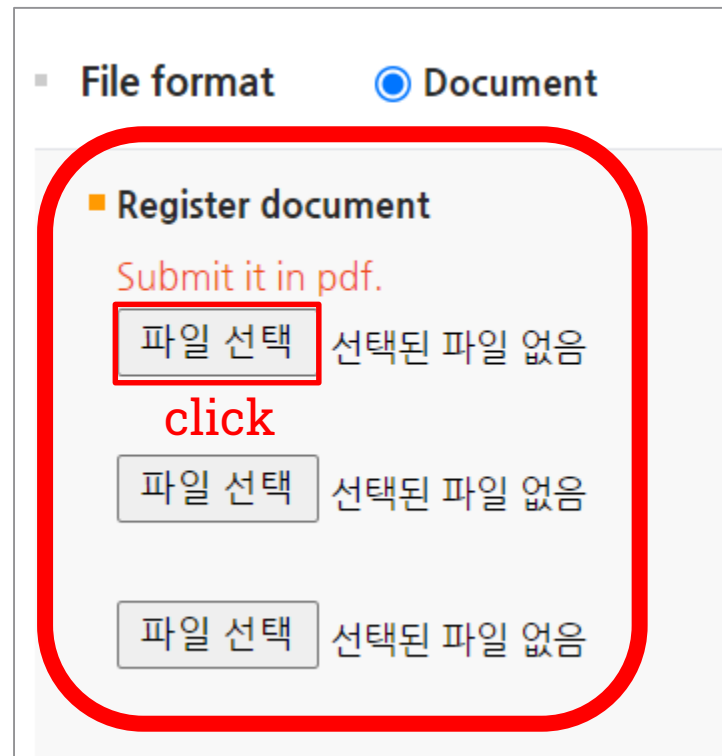 File format Document
Register document
Submit it in pdf.
파일 선택 선택된 파일 없음
click
파일 선택 선택된 파일 없음
파일 선택 선택된 파일 없음